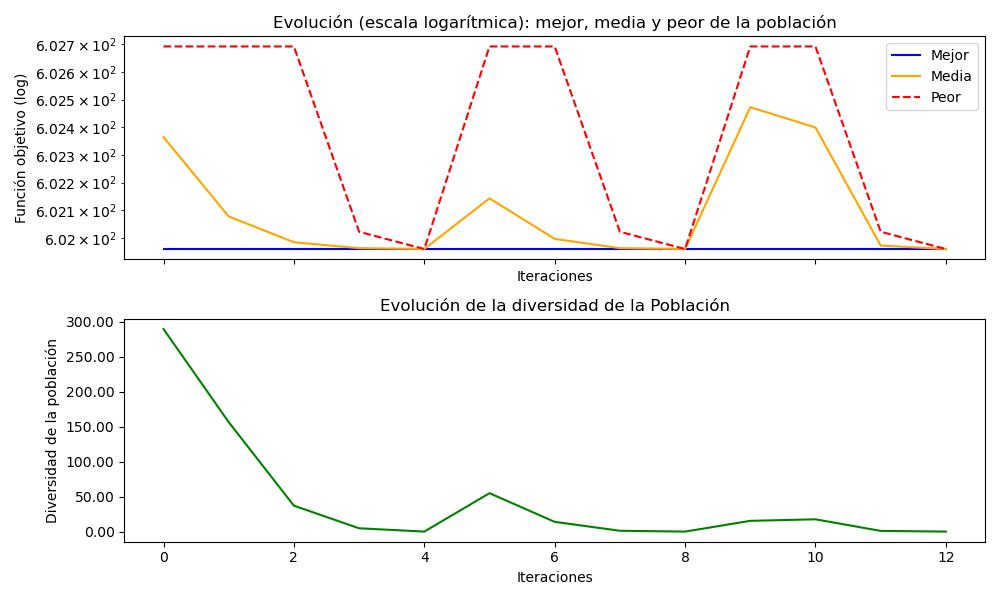 Evolución (escala logarítmica): mejor, media y peor de la población
6.027 × 10²
6.026 × 10²
6.025 × 10²
6.024 × 10²
6.023 × 10²
6.022 × 10²
6.021 × 10²
6.02 × 10²
Función objetivo (log)
Mejor
Media
Peor
Iteraciones
Evolución de la diversidad de la Población
300.00
250.00
200.00
150.00
100.00
50.00
0.00
Diversidad de la población
0 2 4 6 8 10 12
Iteraciones